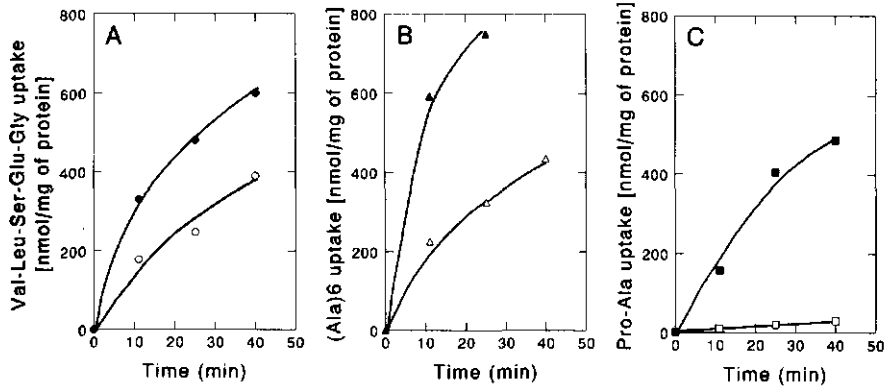 A
Val-Leu-Ser-Glu-Gly uptake
[nmol/mg of protein]
800
600
400
200
0
0 10 20 30 40 50
Time (min)
B
(Ala)6 uptake [nmol/mg of protein]
800
600
400
200
0
0 10 20 30 40 50
Time (min)
C
Pro-Ala uptake [nmol/mg of protein]
800
600
400
200
0
0 10 20 30 40 50
Time (min)